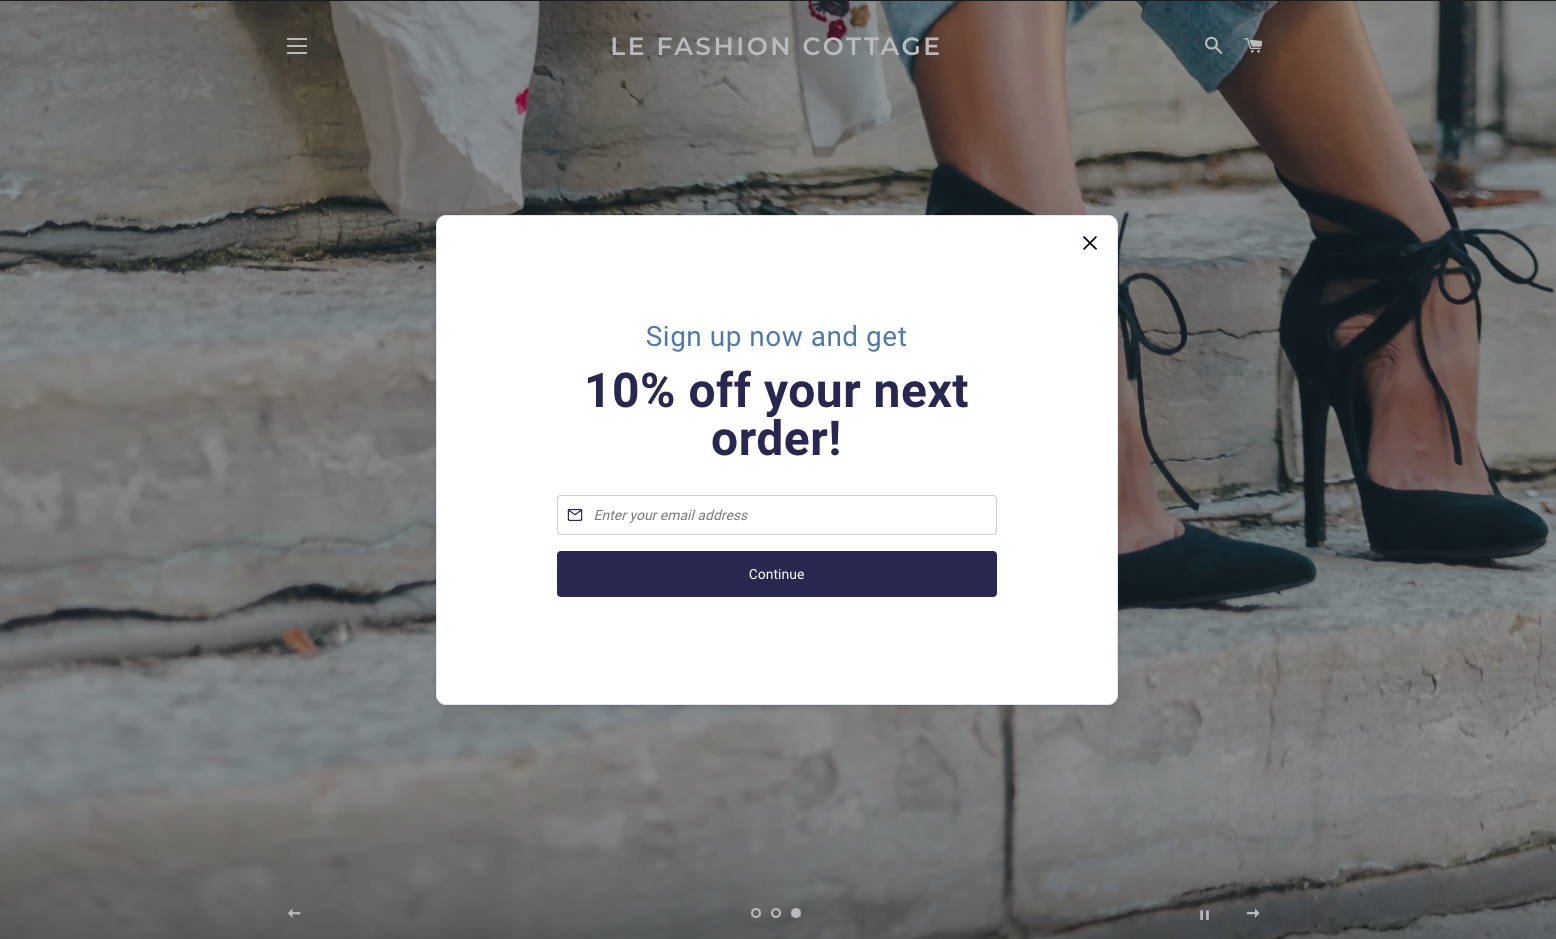 LE FASHION COTTAGE
Sign up now and get
10% off your next
order!
Enter your email address
Continue